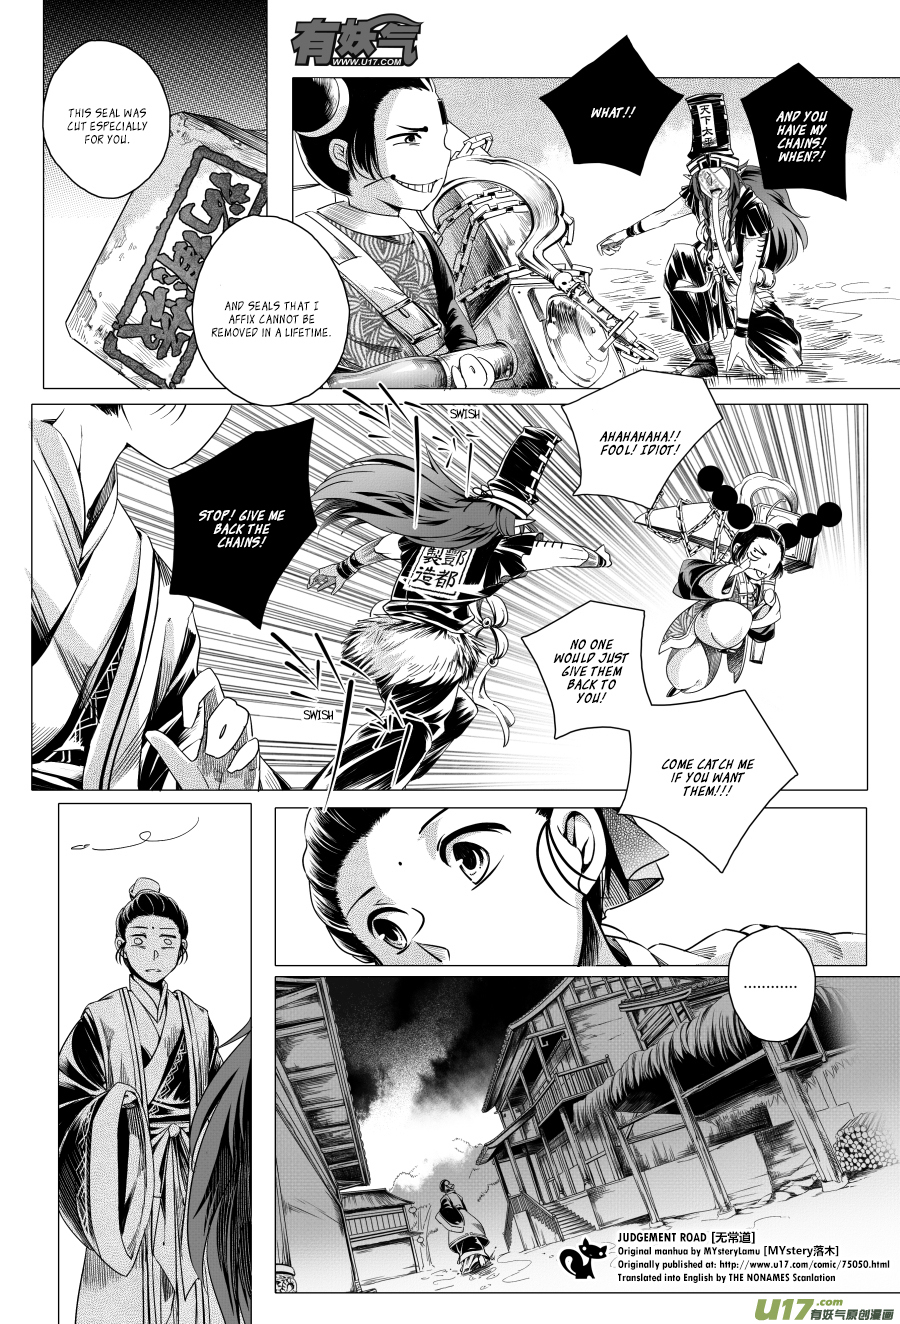 有妖气
WWW.U17.COM
THIS SEAL WAS
CUT ESPECIALLY
FOR YOU.
AND SEALS THAT I
AFFIX CANNOT BE
REMOVED IN A LIFETIME.
WHAT!!
AND YOU
HAVE MY
CHAINS!
WHEN?!
天下太平
SWISH
AHAHAHAHA!!
FOOL! IDIOT!
STOP! GIVE ME
BACK THE
CHAINS!
酆都
製造
NO ONE
WOULD JUST
GIVE THEM
BACK TO
YOU!
SWISH
COME CATCH ME
IF YOU WANT
THEM!!!
............
JUDGEMENT ROAD [无常道]
Original manhua by MYsteryLamu [MYstery落木]
Originally published at: http://www.u17.com/comic/75050.html
Translated into English by THE NONAMES Scanlation
U17.com
有妖气原创漫画